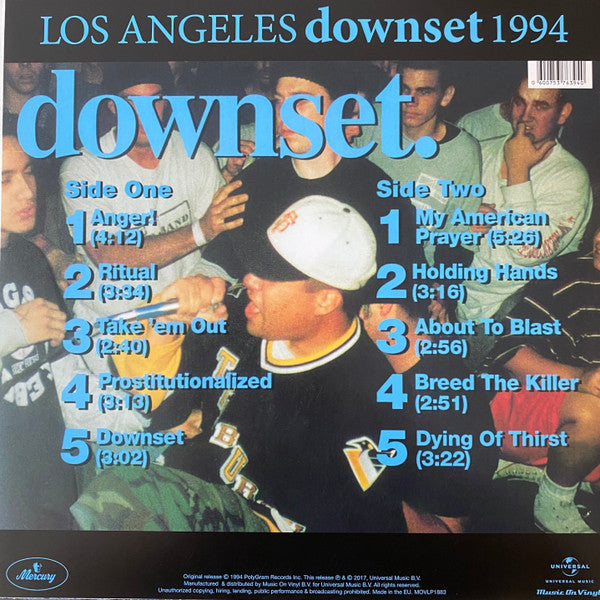 LOS ANGELES downset 1994
0 600753 763940
downset.
Side One
1 Anger!
(4:12)
2 Ritual
(3:34)
3 Take 'em Out
(2:40)
4 Prostitutionalized
(3:13)
5 Downset
(3:02)
Side Two
1 My American
Prayer (5:26)
2 Holding Hands
(3:16)
3 About To Blast
(2:56)
4 Breed The Killer
(2:51)
5 Dying Of Thirst
(3:22)
Mercury
Original release © 1994 PolyGram Records Inc. This release ℗ & © 2017, Universal Music B.V.
Manufactured & distributed by Music On Vinyl B.V. for Universal Music B.V. All rights reserved.
Unauthorized copying, hiring, lending, public performance & broadcasting prohibited. Made in the EU. MOVLP1883
UNIVERSAL
UNIVERSAL MUSIC
Music On Vinyl